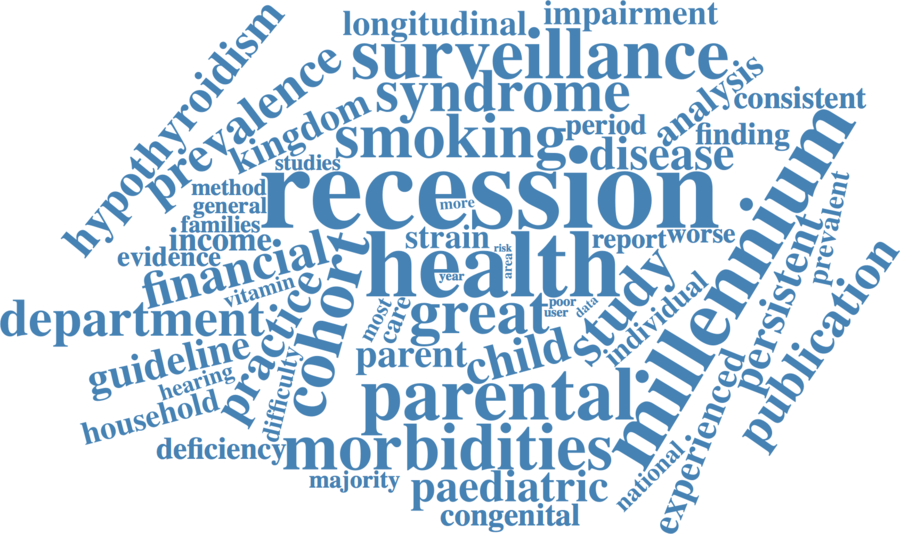 longitudinal
impairment
hypothyroidism
surveillance
prevalence
syndrome
analysis
consistent
kingdom
smoking
period
finding
studies
disease
method
recession
millennium
general
more
families
income
strain
report
worse
prevalent
evidence
financial
cohort
health
risk
area
year
study
persistent
vitamin
practice
most
care
great
poor
user
data
individual
publication
department
guideline
parent
child
hearing
difficulty
household
parental
experienced
deficiency
morbidities
national
majority
paediatric
congenital